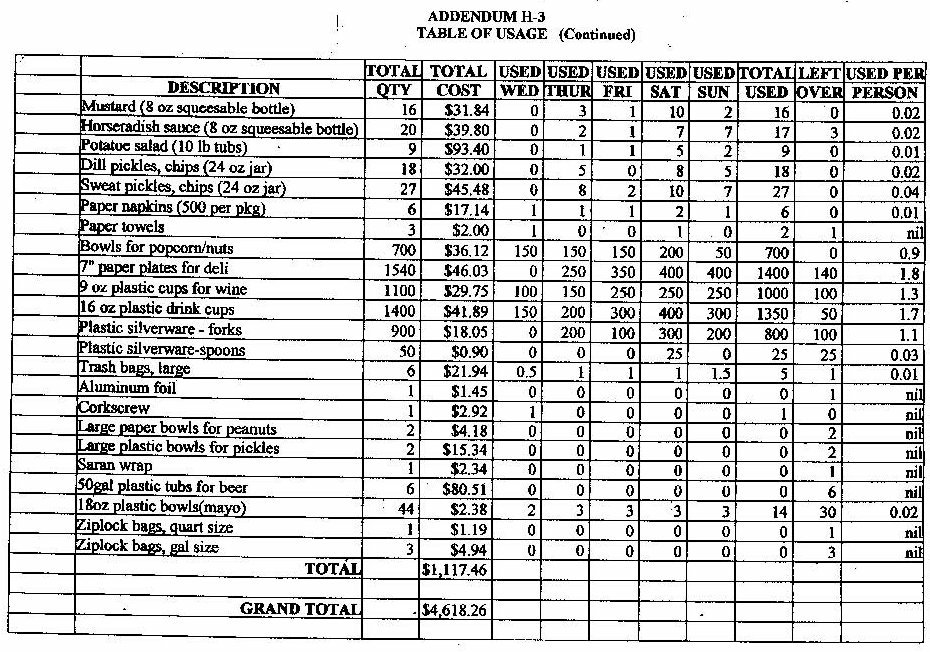 ADDENDUM H-3
TABLE OF USAGE (Continued)
TOTAL TOTAL USED USED USED USED USED TOTAL LEFT USED PER
DESCRIPTION QTY COST WED THUR FRI SAT SUN USED OVER PERSON
Mustard (8 oz squeesable bottle) 16 $31.84 0 3 1 10 2 16 0 0.02
Horseradish sauce (8 oz squeesable bottle) 20 $39.80 0 2 1 7 7 17 3 0.02
Potatoe salad (10 lb tubs) 9 $93.40 0 1 1 5 2 9 0 0.01
Dill pickles, chips (24 oz jar) 18 $32.00 0 5 0 8 5 18 0 0.02
Sweat pickles, chips (24 oz jar) 27 $45.48 0 8 2 10 7 27 0 0.04
Paper napkins (500 per pkg) 6 $17.14 1 1 1 2 1 6 0 0.01
Paper towels 3 $2.00 1 0 0 1 0 2 1 nil
Bowls for popcorn/nuts 700 $36.12 150 150 150 200 50 700 0 0.9
7" paper plates for deli 1540 $46.03 0 250 350 400 400 1400 140 1.8
9 oz plastic cups for wine 1100 $29.75 100 150 250 250 250 1000 100 1.3
16 oz plastic drink cups 1400 $41.89 150 200 300 400 300 1350 50 1.7
Plastic silverware - forks 900 $18.05 0 200 100 300 200 800 100 1.1
Plastic silverware-spoons 50 $0.90 0 0 0 25 0 25 25 0.03
Trash bags, large 6 $21.94 0.5 1 1 1 1.5 5 1 0.01
Aluminum foil 1 $1.45 0 0 0 0 0 0 1 nil
Corkscrew 1 $2.92 1 0 0 0 0 1 0 nil
Large paper bowls for peanuts 2 $4.18 0 0 0 0 0 0 2 nil
Large plastic bowls for pickles 2 $15.34 0 0 0 0 0 0 2 nil
Saran wrap 1 $2.34 0 0 0 0 0 0 1 nil
50gal plastic tubs for beer 6 $80.51 0 0 0 0 0 0 6 nil
18oz plastic bowls(mayo) 44 $2.38 2 3 3 3 3 14 30 0.02
Ziplock bags, quart size 1 $1.19 0 0 0 0 0 0 1 nil
Ziplock bags, gal size 3 $4.94 0 0 0 0 0 0 3 nil
TOTAL $1,117.46
GRAND TOTAL $4,618.26